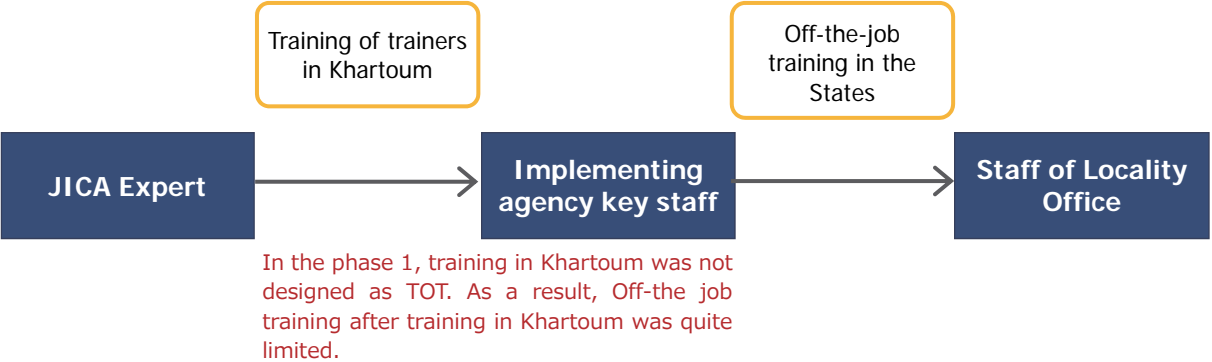 Training of trainers
in Khartoum
Off-the-job
training in the
States
JICA Expert
Implementing
agency key staff
Staff of Locality
Office
In the phase 1, training in Khartoum was not
designed as TOT. As a result, Off-the job
training after training in Khartoum was quite
limited.